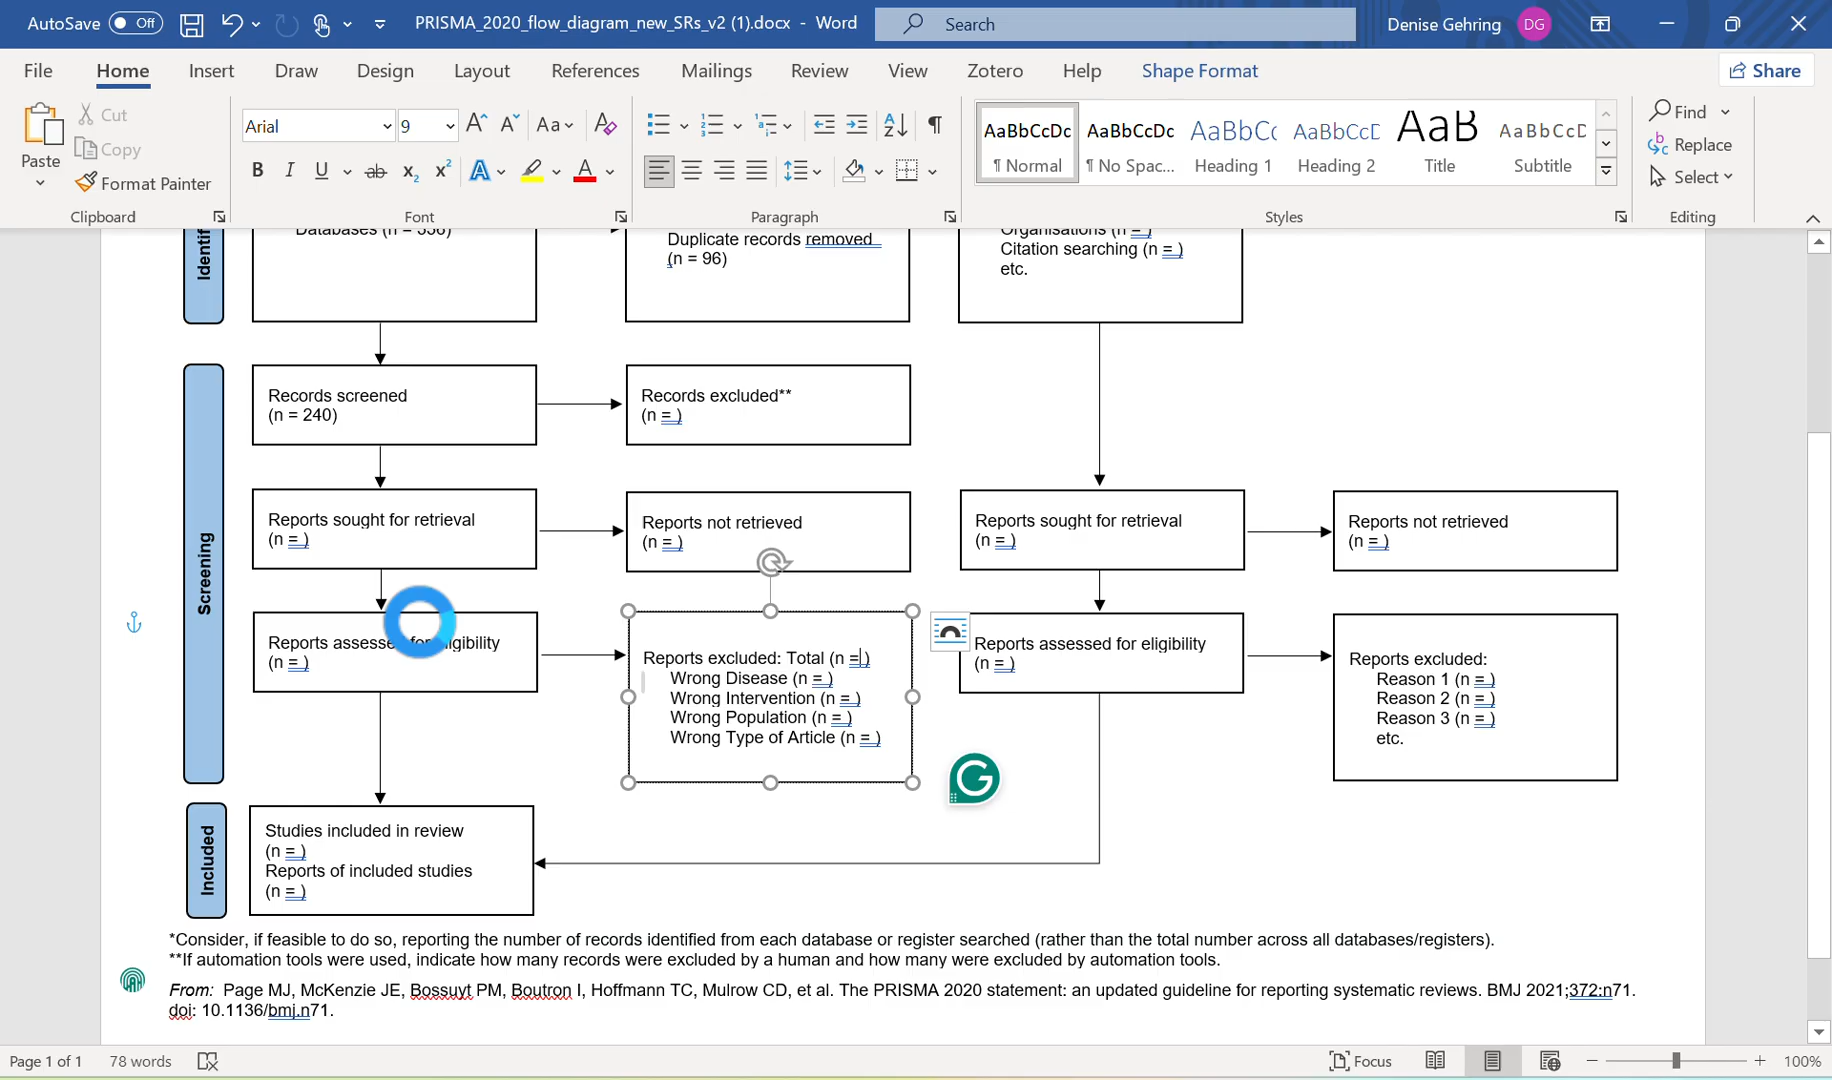 AutoSave Off PRISMA_2020_flow_diagram_new_SRs_v2 (1).docx - Word Search Denise Gehring DG
File Home Insert Draw Design Layout References Mailings Review View Zotero Help Shape Format Share
Paste
Cut
Copy
Format Painter
Clipboard
Arial 9 Aa
B I U ab x₂ x² A A
Font
Paragraph
AaBbCcDc AaBbCcDc AaBbCc AaBbCcD AaB AaBbCcD
¶ Normal ¶ No Spac... Heading 1 Heading 2 Title Subtitle
Styles
Find
Replace
Select
Editing
Databases (n = 336)
Duplicate records removed
(n = 96)
Organisations (n = )
Citation searching (n = )
etc.
Screening
Records screened
(n = 240)
Records excluded**
(n = )
Reports sought for retrieval
(n = )
Reports not retrieved
(n = )
Reports sought for retrieval
(n = )
Reports not retrieved
(n = )
Reports assessed for eligibility
(n = )
Reports excluded: Total (n =)
Wrong Disease (n = )
Wrong Intervention (n = )
Wrong Population (n = )
Wrong Type of Article (n = )
Reports assessed for eligibility
(n = )
Reports excluded:
Reason 1 (n = )
Reason 2 (n = )
Reason 3 (n = )
etc.
Included
Studies included in review
(n = )
Reports of included studies
(n = )
*Consider, if feasible to do so, reporting the number of records identified from each database or register searched (rather than the total number across all databases/registers).
**If automation tools were used, indicate how many records were excluded by a human and how many were excluded by automation tools.
From: Page MJ, McKenzie JE, Bossuyt PM, Boutron I, Hoffmann TC, Mulrow CD, et al. The PRISMA 2020 statement: an updated guideline for reporting systematic reviews. BMJ 2021;372:n71.
doi: 10.1136/bmj.n71.
Page 1 of 1 78 words Focus 100%